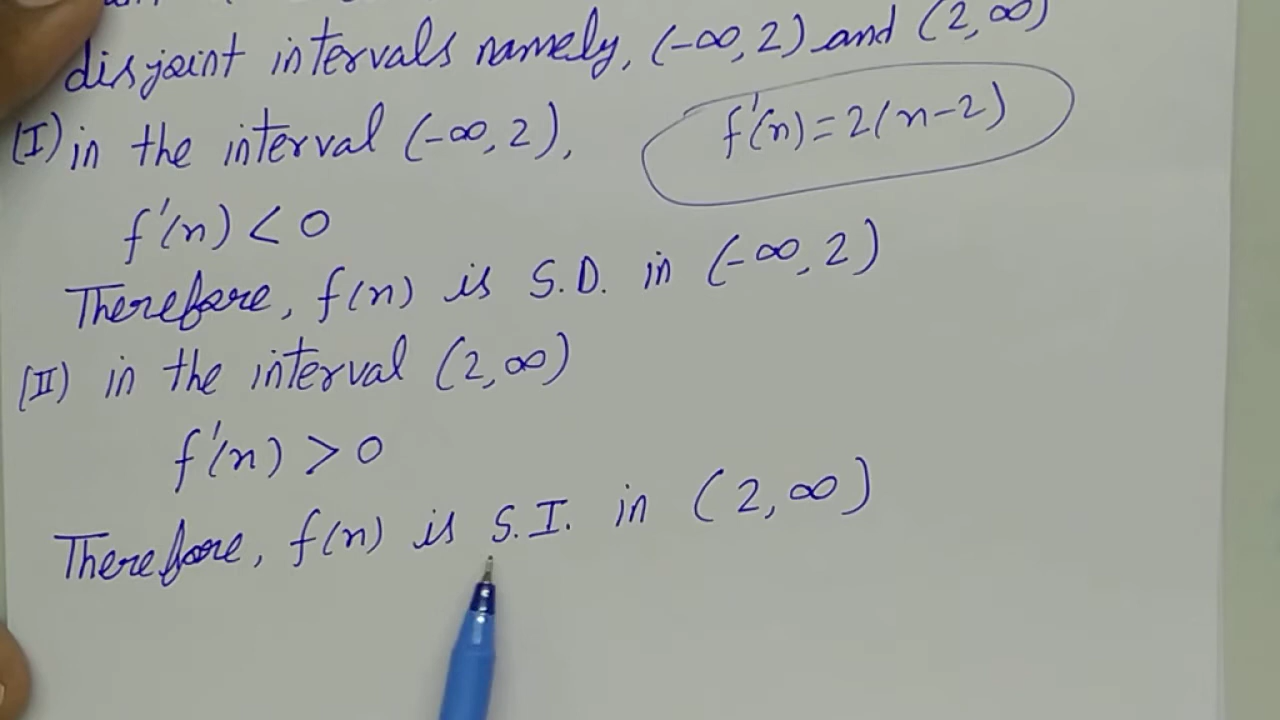 disjoint intervals namely, (-∞, 2) and (2, ∞)
(I) in the interval (-∞, 2),
f'(n) = 2(n-2)
f'(n) < 0
Therefore, f(n) is S.D. in (-∞, 2)
(II) in the interval (2, ∞)
f'(n) > 0
Therefore, f(n) is S.I. in (2, ∞)